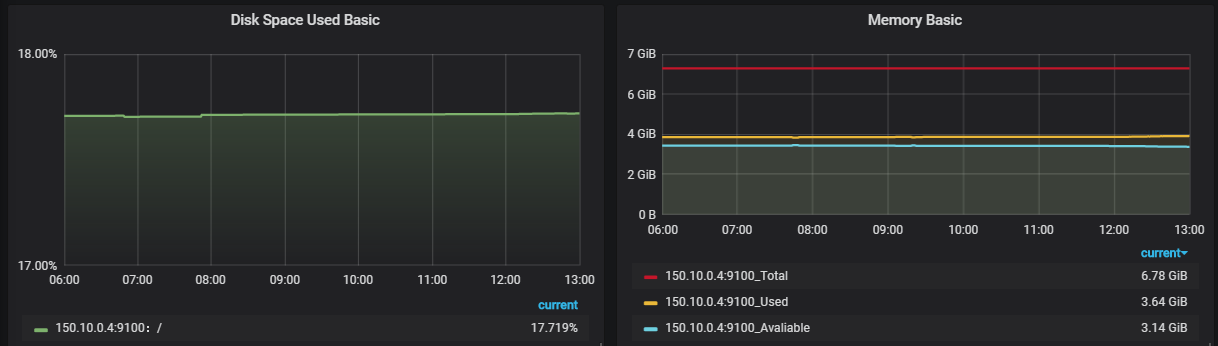 Disk Space Used Basic
18.00%
17.00%
06:00 07:00 08:00 09:00 10:00 11:00 12:00 13:00
current
150.10.0.4:9100：/ 17.719%
Memory Basic
7 GiB
6 GiB
4 GiB
2 GiB
0 B
06:00 07:00 08:00 09:00 10:00 11:00 12:00 13:00
current
150.10.0.4:9100_Total 6.78 GiB
150.10.0.4:9100_Used 3.64 GiB
150.10.0.4:9100_Avaliable 3.14 GiB